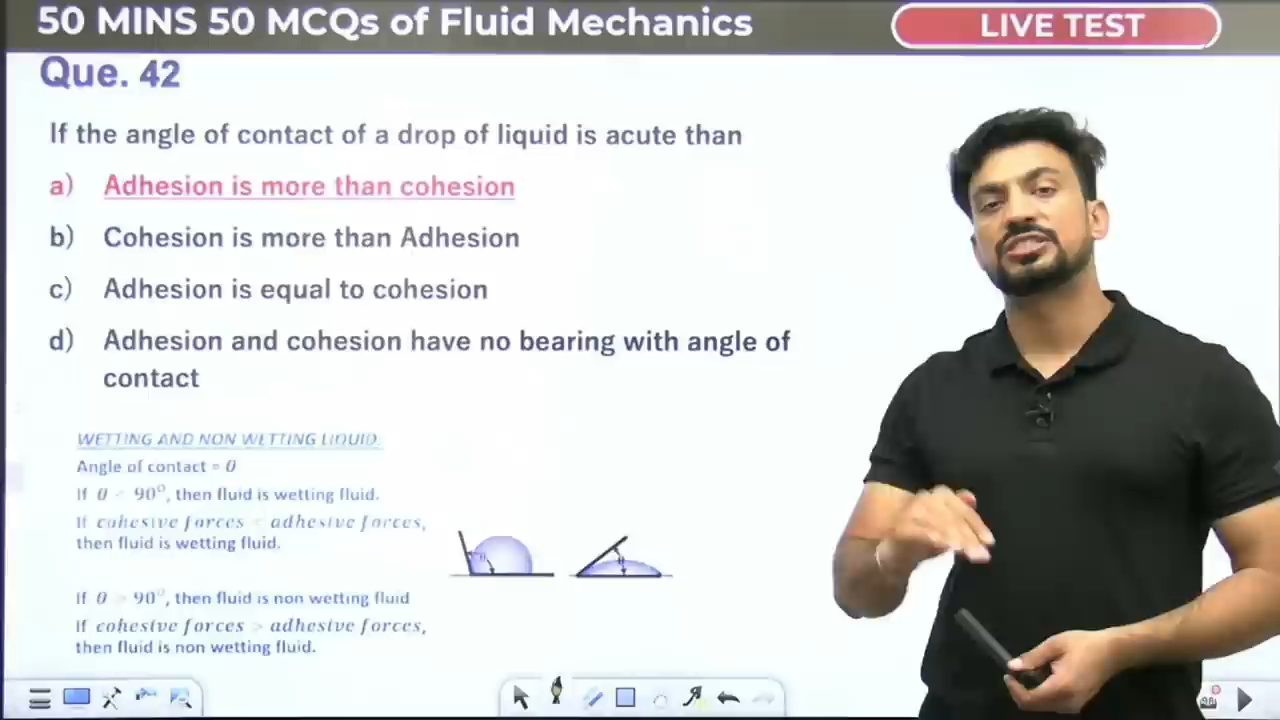 50 MINS 50 MCQs of Fluid Mechanics
LIVE TEST
Que. 42
If the angle of contact of a drop of liquid is acute than
a) Adhesion is more than cohesion
b) Cohesion is more than Adhesion
c) Adhesion is equal to cohesion
d) Adhesion and cohesion have no bearing with angle of
contact
WETTING AND NON WETTING LIQUID:
Angle of contact = θ
If θ < 90°, then fluid is wetting fluid.
If cohesive forces < adhesive forces,
then fluid is wetting fluid.
If θ > 90°, then fluid is non wetting fluid
If cohesive forces > adhesive forces,
then fluid is non wetting fluid.